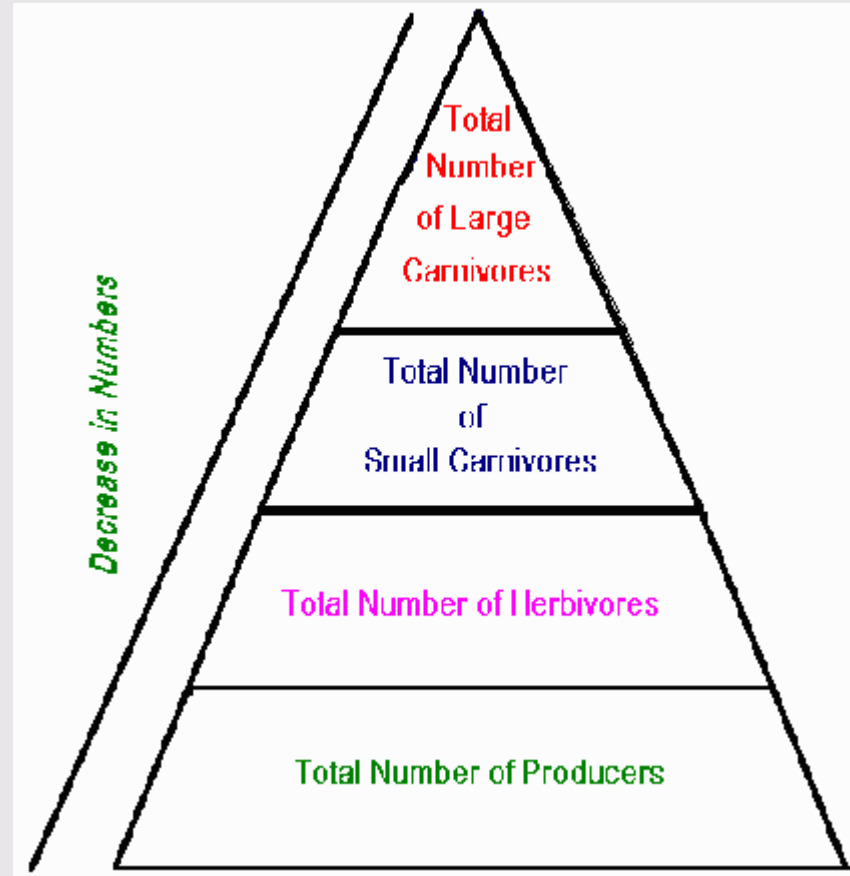 Total
Number
of Large
Carnivores
Decrease in Numbers
Total Number
of
Small Carnivores
Total Number of Herbivores
Total Number of Producers